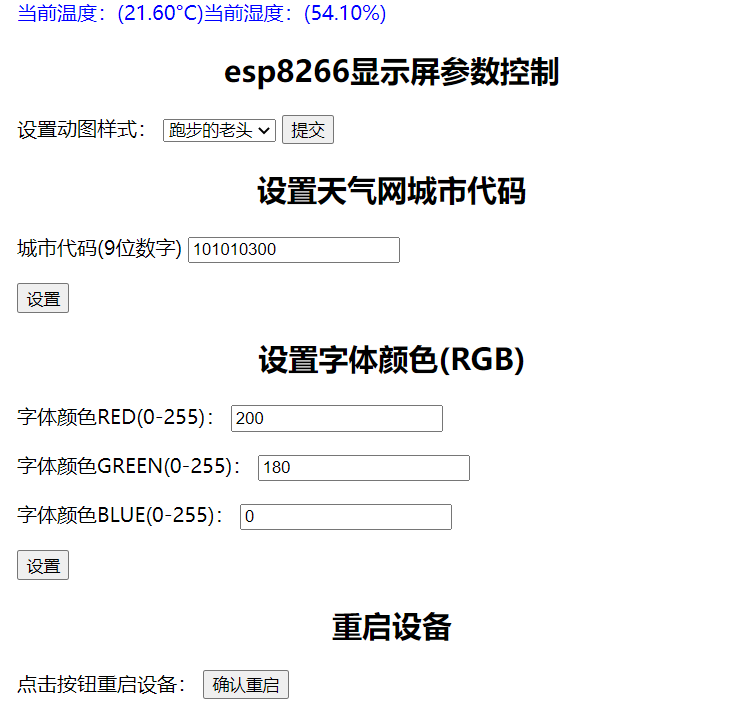 当前温度：(21.60°C)当前湿度：(54.10%)
esp8266显示屏参数控制
设置动图样式： 跑步的老头 提交
设置天气网城市代码
城市代码(9位数字) 101010300
设置
设置字体颜色(RGB)
字体颜色RED(0-255)： 200
字体颜色GREEN(0-255)： 180
字体颜色BLUE(0-255)： 0
设置
重启设备
点击按钮重启设备： 确认重启